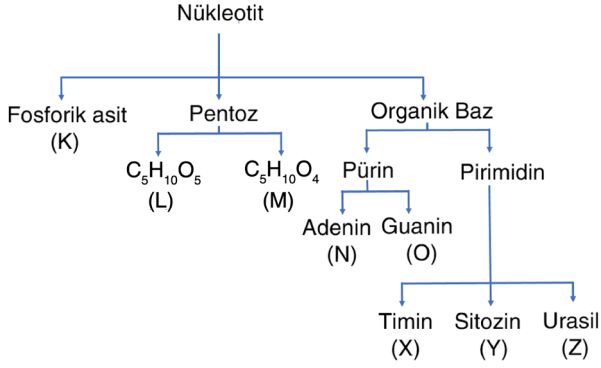 Nükleotit
Fosforik asit
(K)
Pentoz
Organik Baz
C₅H₁₀O₅
(L)
C₅H₁₀O₄
(M)
Pürin
Pirimidin
Adenin
(N)
Guanin
(O)
Timin
(X)
Sitozin
(Y)
Urasil
(Z)